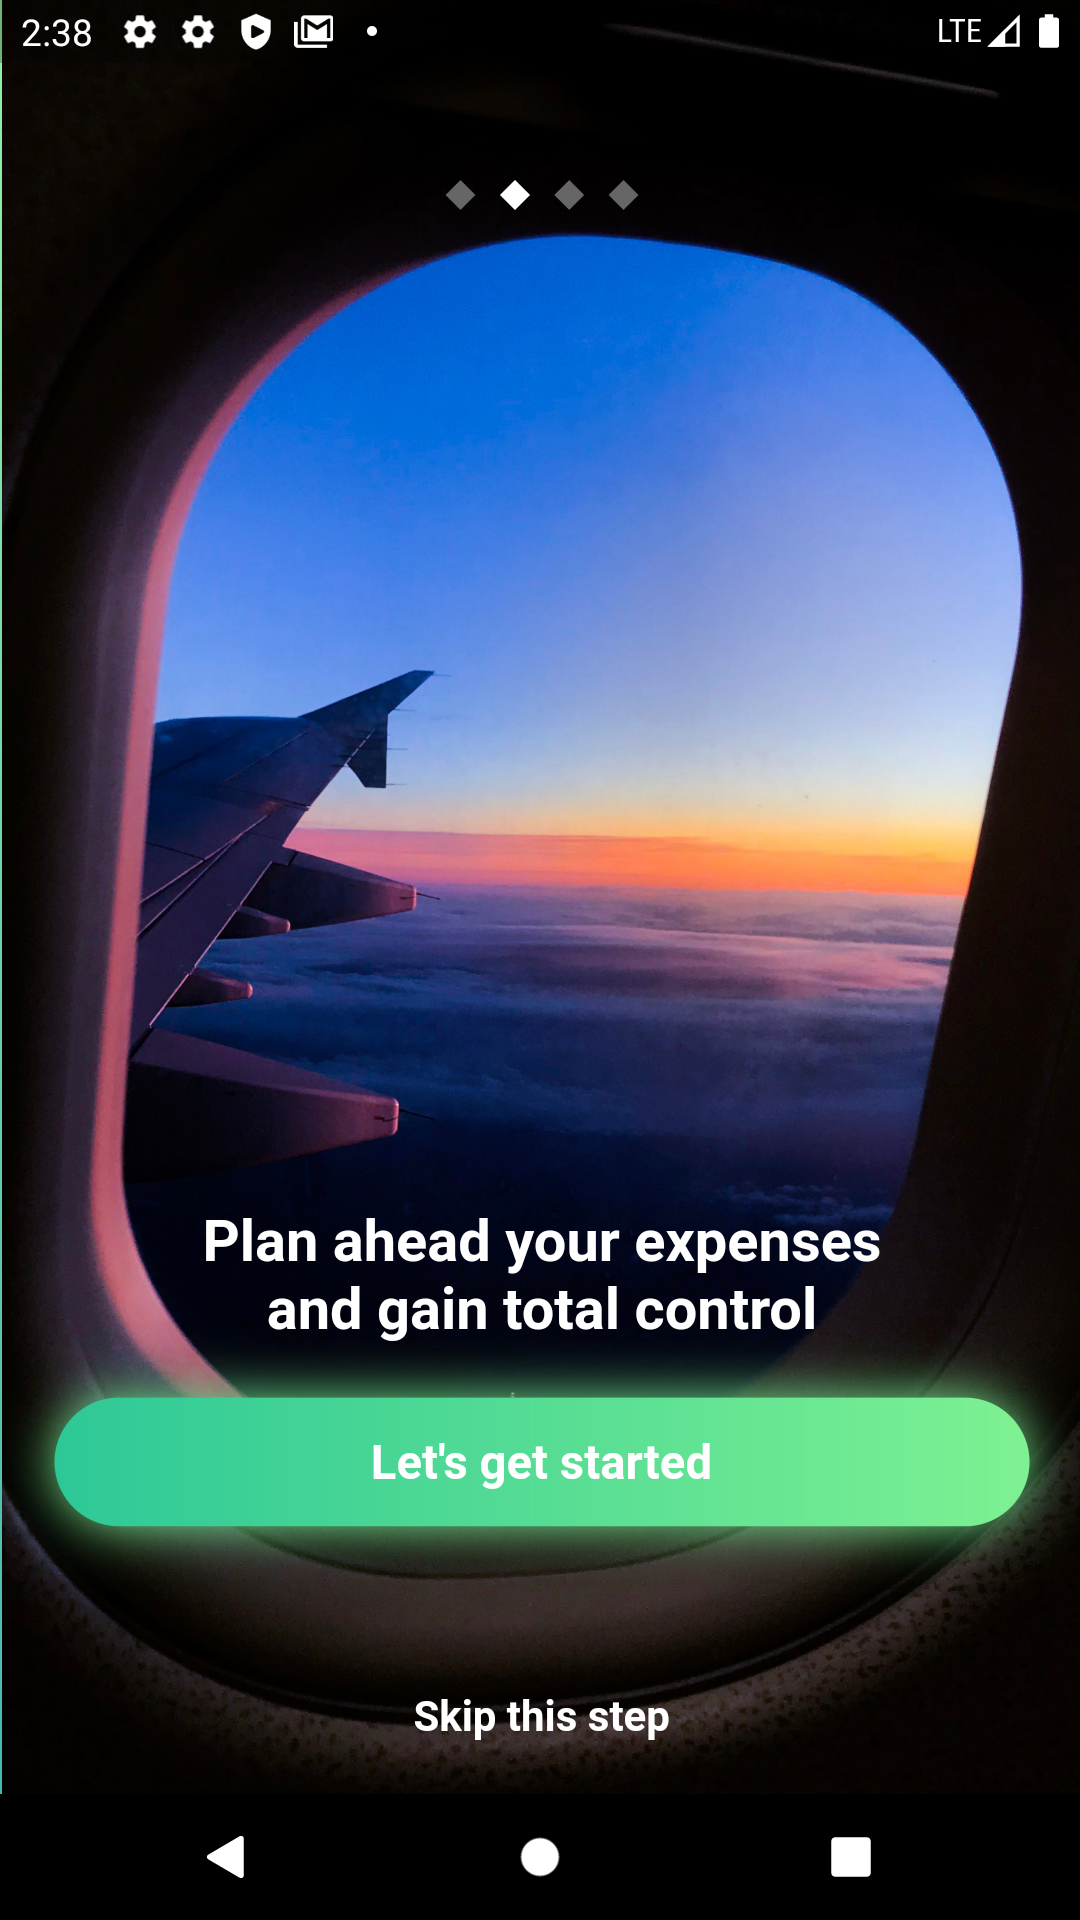 2:38
LTE
Plan ahead your expenses
and gain total control
Let's get started
Skip this step